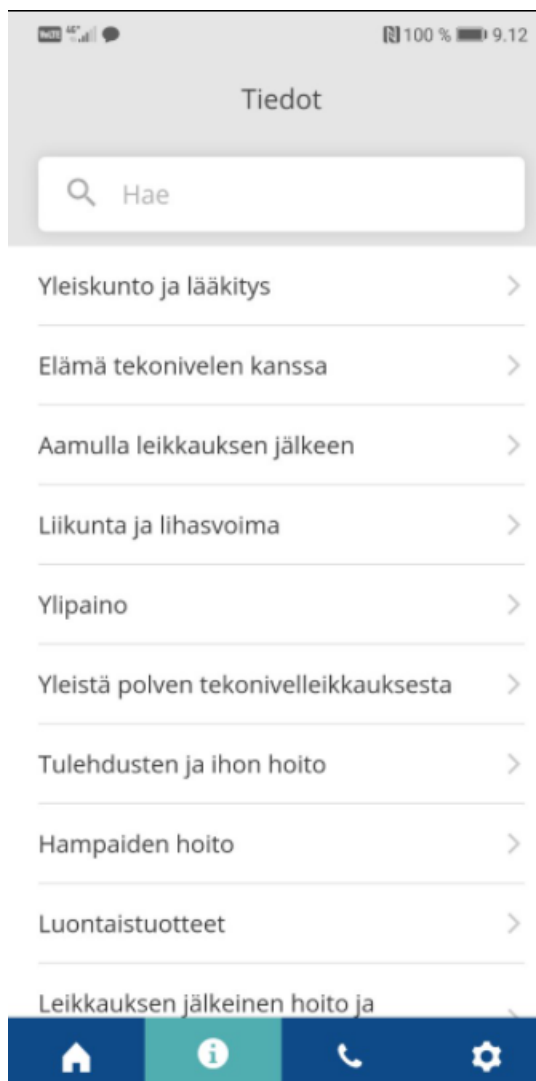 100 % 9.12
Tiedot
Hae
Yleiskunto ja lääkitys
Elämä tekonivelen kanssa
Aamulla leikkauksen jälkeen
Liikunta ja lihasvoima
Ylipaino
Yleistä polven tekonivelleikkauksesta
Tulehdusten ja ihon hoito
Hampaiden hoito
Luontaistuotteet
Leikkauksen jälkeinen hoito ja